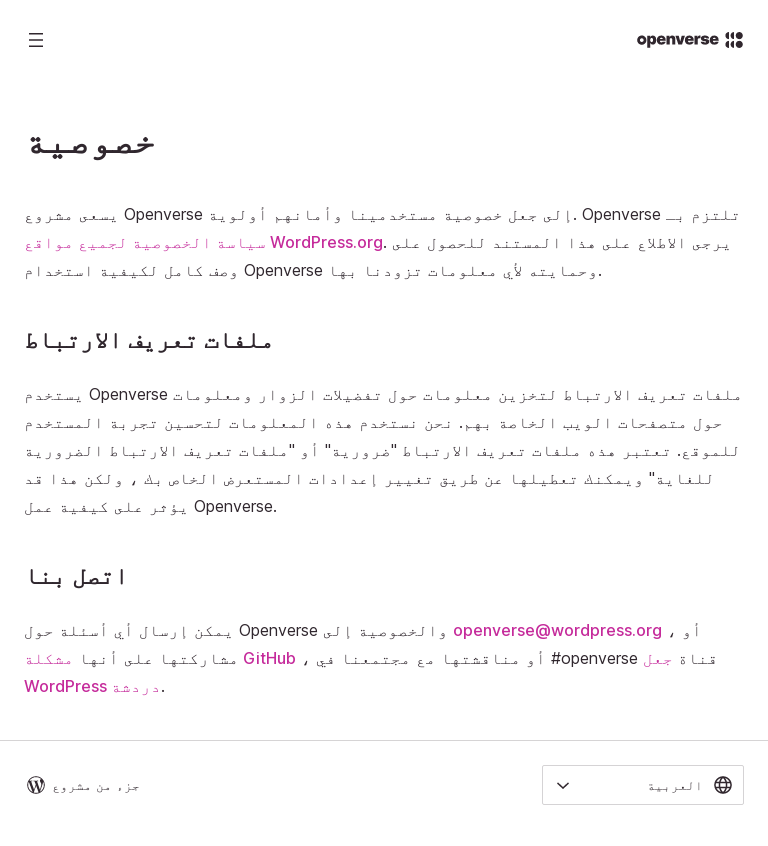 openverse
خصوصية
يسعى مشروع Openverse إلى جعل خصوصية مستخدمينا وأمانهم أولوية. Openverse تلتزم بـ
سياسة الخصوصية لجميع مواقع WordPress.org. يرجى الاطلاع على هذا المستند للحصول على
وصف كامل لكيفية استخدام Openverse وحمايته لأي معلومات تزودنا بها.
ملفات تعريف الارتباط
يستخدم Openverse ملفات تعريف الارتباط لتخزين معلومات حول تفضيلات الزوار ومعلومات
حول متصفحات الويب الخاصة بهم. نحن نستخدم هذه المعلومات لتحسين تجربة المستخدم
للموقع. تعتبر هذه ملفات تعريف الارتباط "ضرورية" أو "ملفات تعريف الارتباط الضرورية
للغاية" ويمكنك تعطيلها عن طريق تغيير إعدادات المستعرض الخاص بك ، ولكن هذا قد
يؤثر على كيفية عمل Openverse.
اتصل بنا
يمكن إرسال أي أسئلة حول Openverse والخصوصية إلى openverse@wordpress.org ، أو
مشاركتها على أنها مشكلة GitHub ، أو مناقشتها مع مجتمعنا في #openverse قناة جعل
WordPress دردشة.
جزء من مشروع
العربية